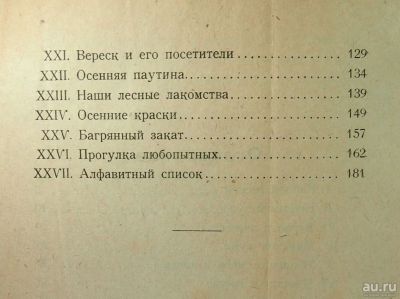 XXI. Вереск и его посетители ................ 129
XXII. Осенняя паутина ....................... 134
XXIII. Наши лесные лакомства ................ 139
XXIV. Осенние краски ........................ 149
XXV. Багрянный закат ........................ 157
XXVI. Прогулка любопытных ................... 162
XXVII. Алфавитный список .................... 181
au.ru